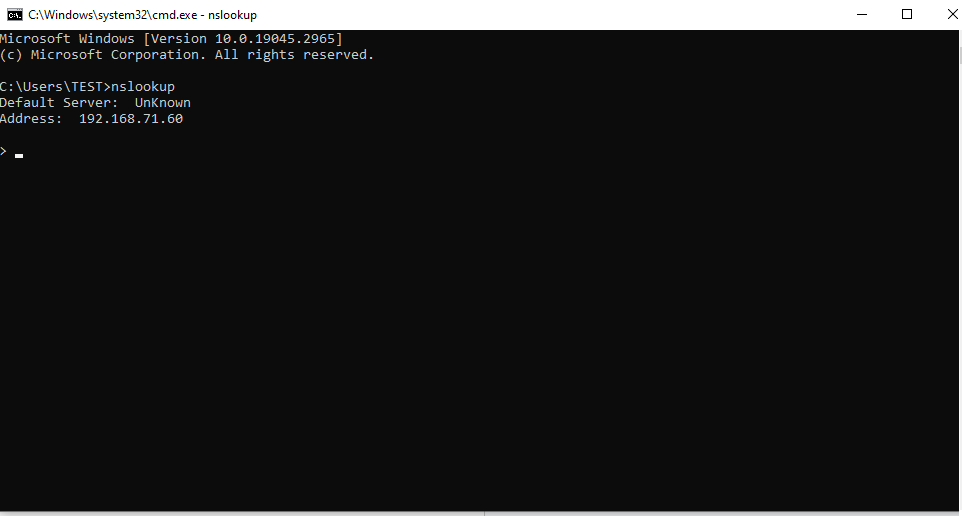 C:\Windows\system32\cmd.exe - nslookup
Microsoft Windows [Version 10.0.19045.2965]
(c) Microsoft Corporation. All rights reserved.
C:\Users\TEST>nslookup
Default Server:  UnKnown
Address:  192.168.71.60
>